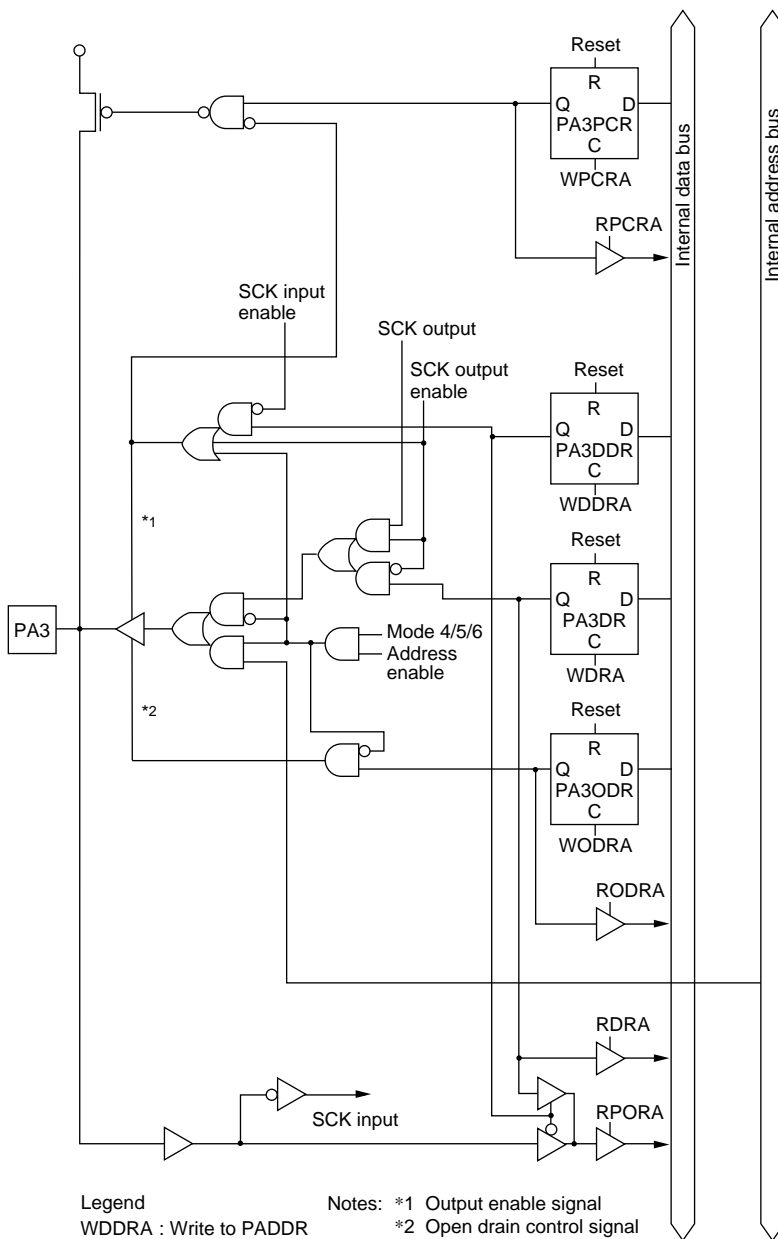 Reset
R
Q
D
PA3PCR
C
WPCRA
RPCRA
Internal data bus
Internal address bus
SCK input
enable
SCK output
SCK output
enable
Reset
R
Q
D
PA3DDR
C
WDDRA
*1
Reset
R
Q
D
PA3DR
C
WDRA
PA3
Mode 4/5/6
Address
enable
*2
Reset
R
Q
D
PA3ODR
C
WODRA
RODRA
RDRA
SCK input
RPORA
Legend
WDDRA : Write to PADDR
Notes: *1 Output enable signal
*2 Open drain control signal